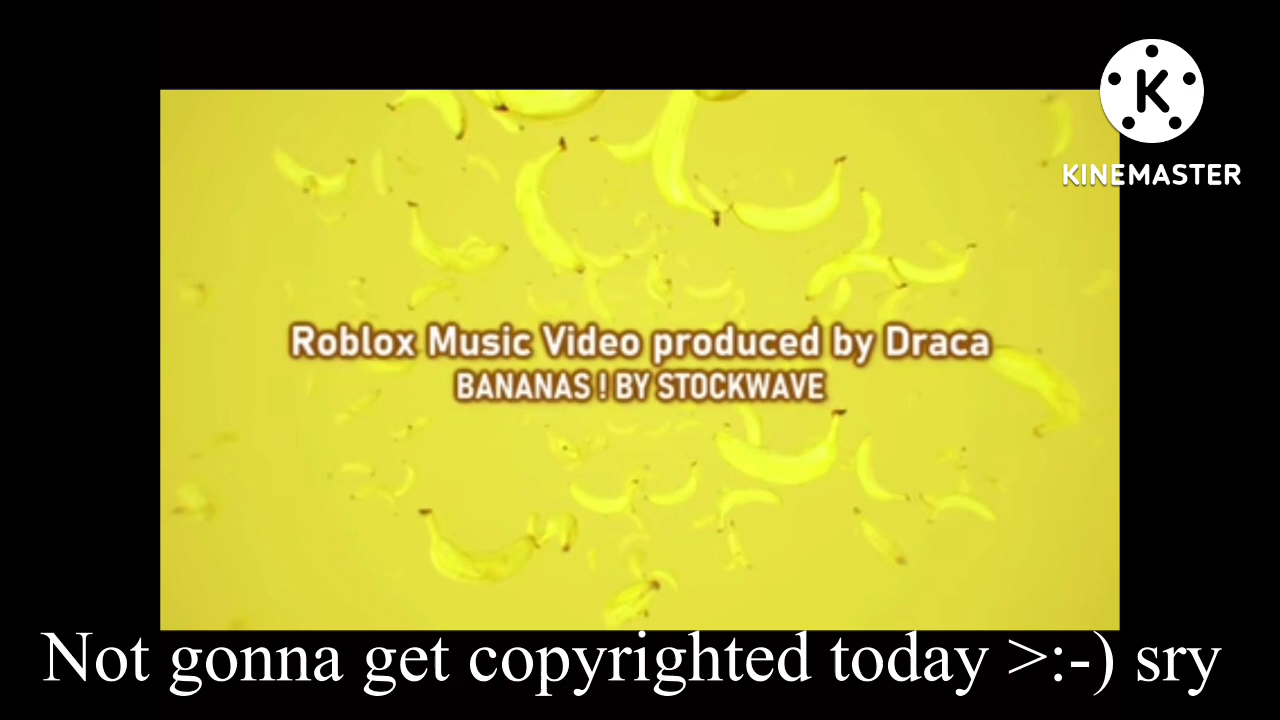 K
KINEMASTER
Roblox Music Video produced by Draca
BANANAS ! BY STOCKWAVE
Not gonna get copyrighted today >:-) sry